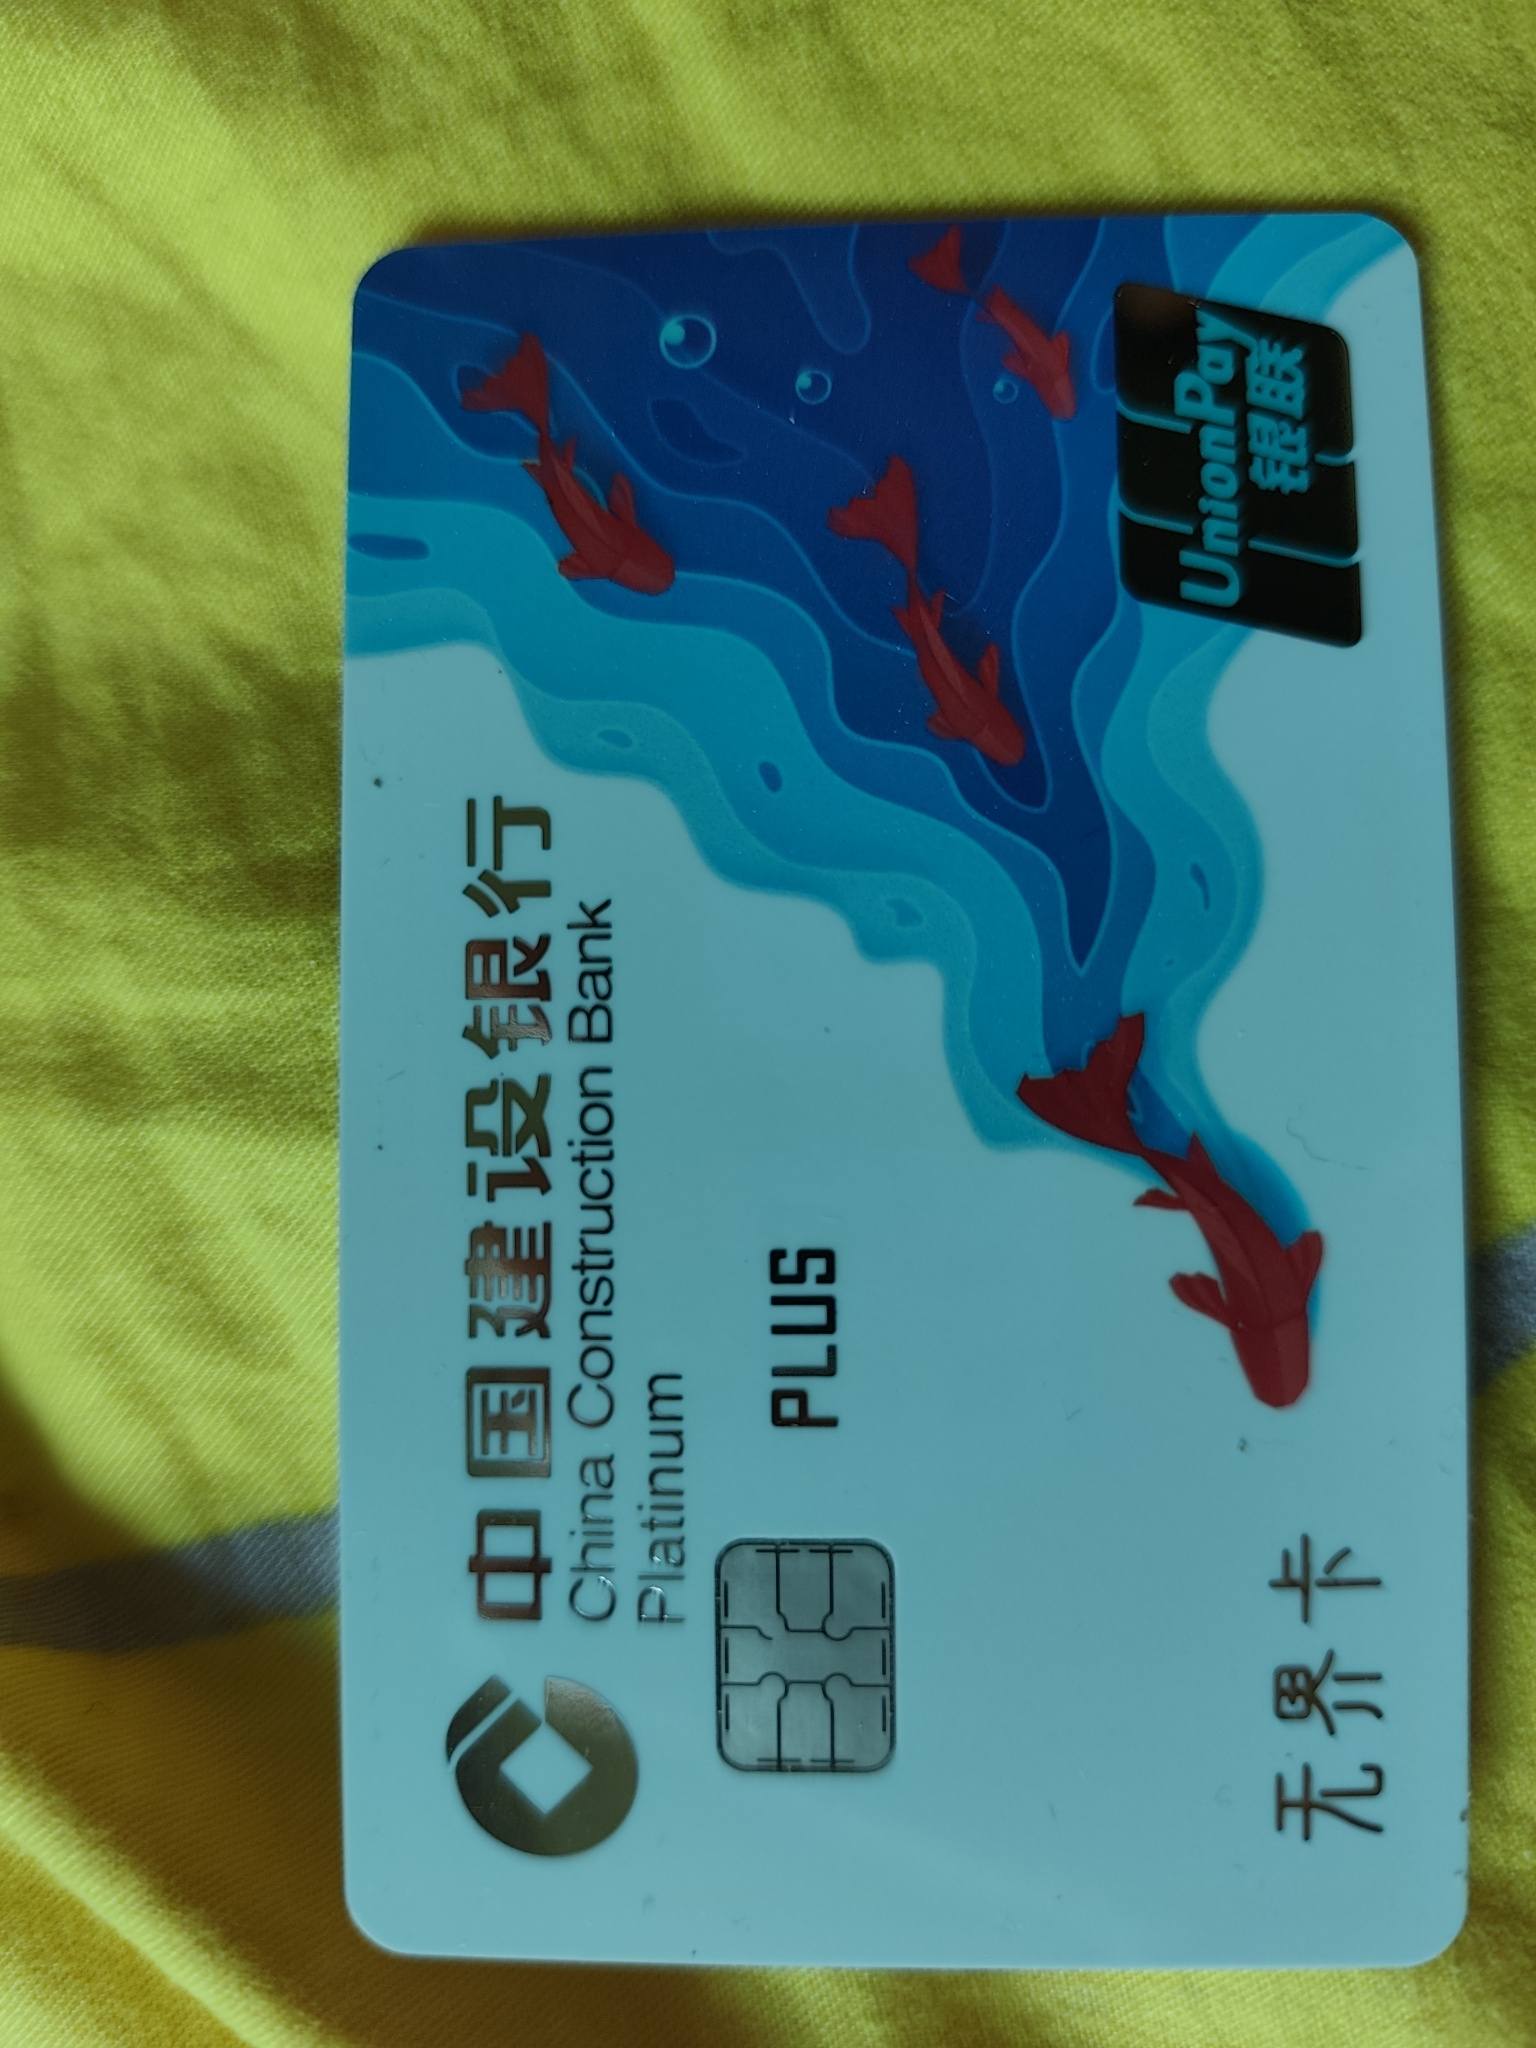 中国建设银行
China Construction Bank
Platinum
PLUS
无界卡
UnionPay
银联